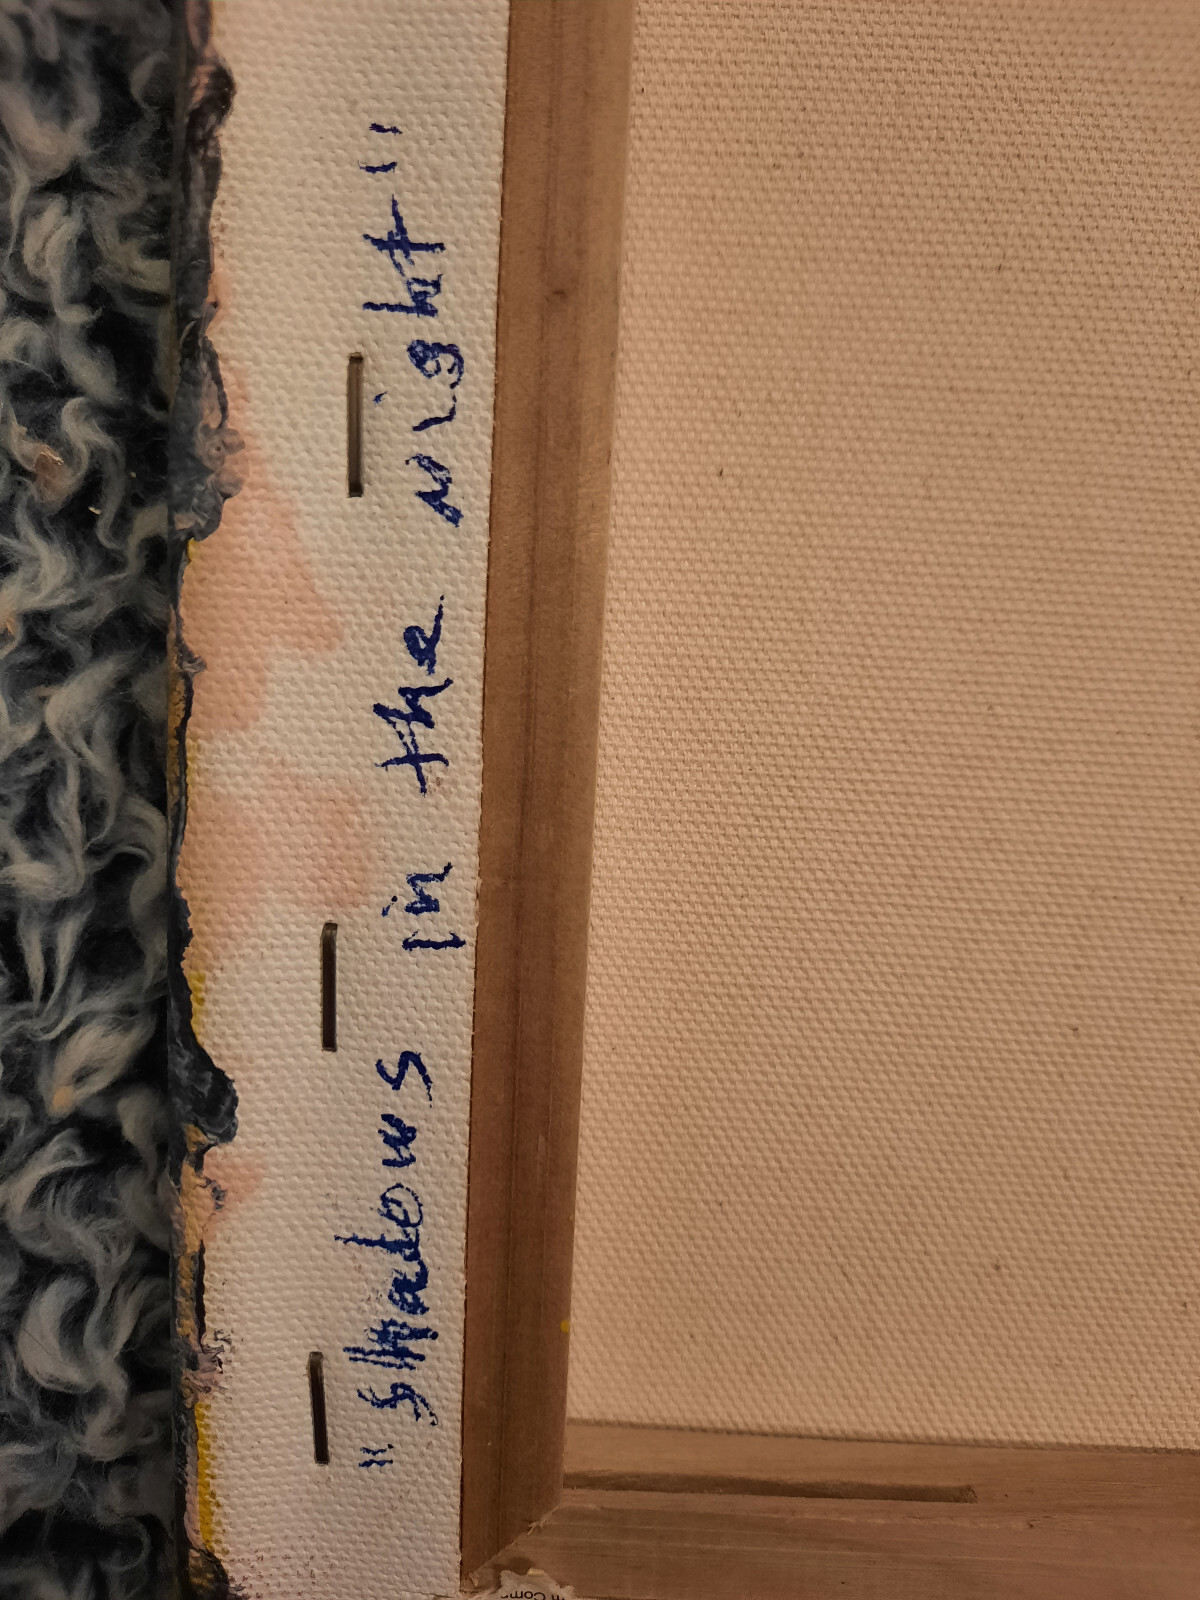 "Shadows in the night"